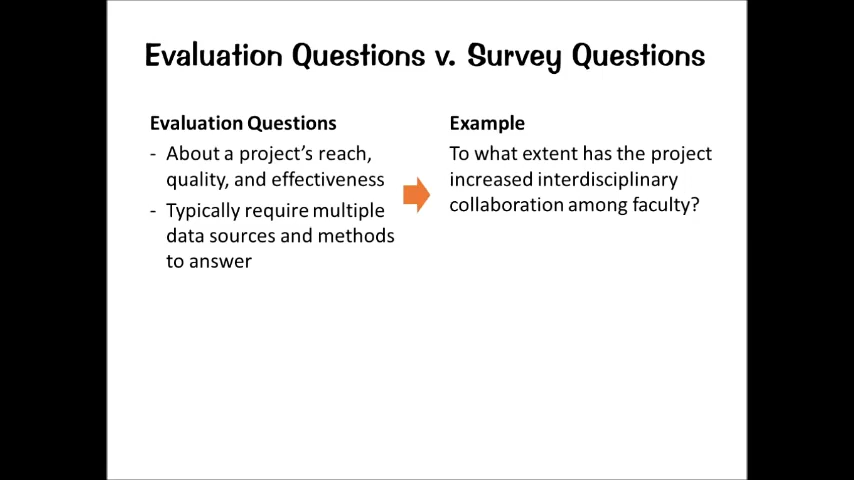 Evaluation Questions v. Survey Questions
Evaluation Questions
- About a project's reach,
quality, and effectiveness
- Typically require multiple
data sources and methods
to answer
Example
To what extent has the project
increased interdisciplinary
collaboration among faculty?